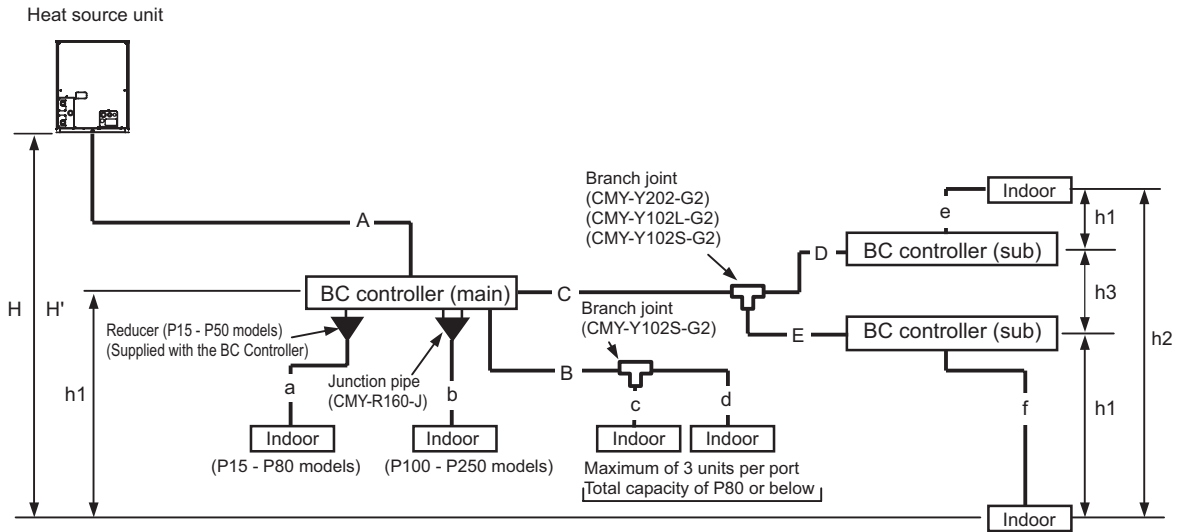 Heat source unit
Branch joint
(CMY-Y202-G2)
(CMY-Y102L-G2)
(CMY-Y102S-G2)
Indoor
e
h1
A
D
BC controller (sub)
H
H'
BC controller (main)
C
h3
Branch joint
(CMY-Y102S-G2)
Reducer (P15 - P50 models)
(Supplied with the BC Controller)
E
BC controller (sub)
h2
h1
a
Junction pipe
(CMY-R160-J)
b
B
c
d
f
h1
Indoor
Indoor
Indoor
Indoor
(P15 - P80 models)
(P100 - P250 models)
Maximum of 3 units per port
Total capacity of P80 or below
Indoor